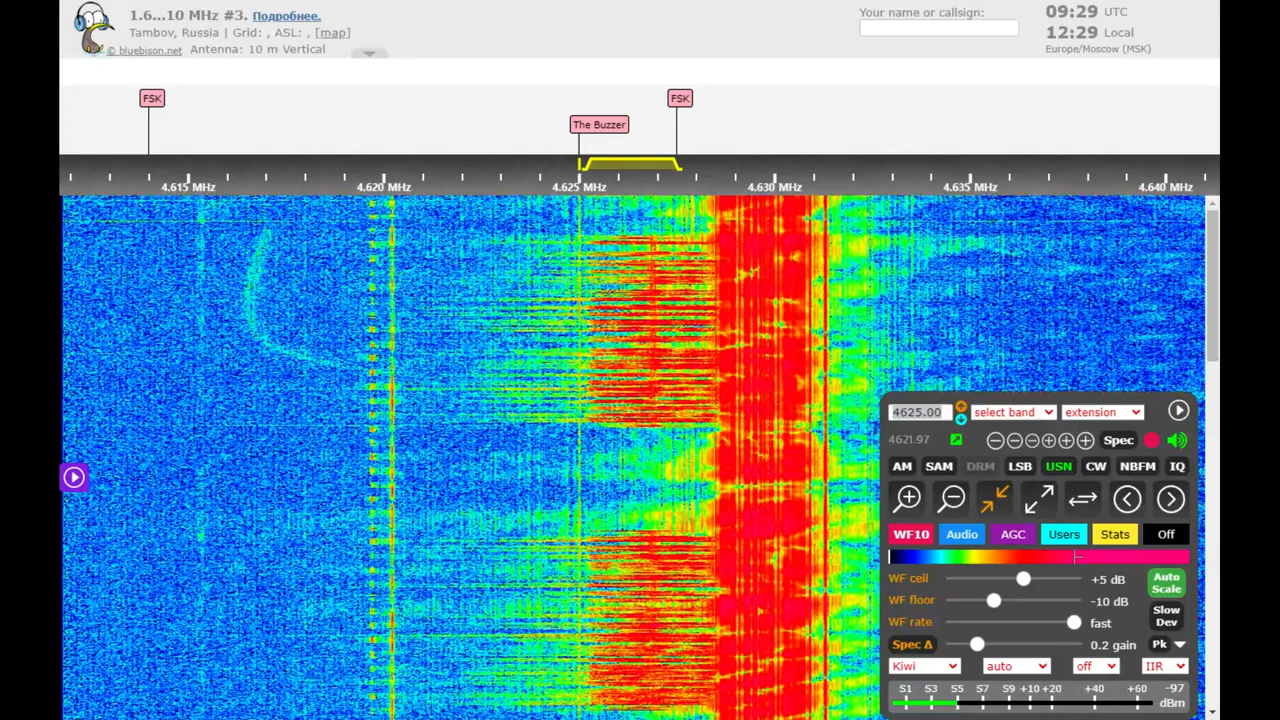 1.6...10 MHz #3. Подробнее.
Tambov, Russia | Grid: , ASL: , [map]
© bluebison.net Antenna: 10 m Vertical
Your name or callsign:
09:29 UTC
12:29 Local
Europe/Moscow (MSK)
FSK
FSK
The Buzzer
4.615 MHz 4.620 MHz 4.625 MHz 4.630 MHz 4.635 MHz 4.640 MHz
4625.00 select band extension
4621.97 Spec
AM SAM DRM LSB USN CW NBFM IQ
WF10 Audio AGC Users Stats Off
WF ceil +5 dB Auto Scale
WF floor -10 dB
WF rate fast Slow Dev
Spec Δ 0.2 gain Pk
Kiwi auto off IIR
S1 S3 S5 S7 S9 +10 +20 +40 +60 -97
dBm